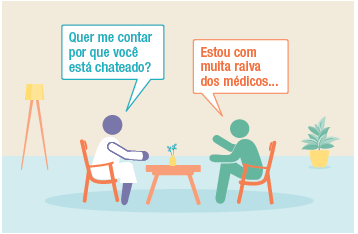 Quer me contar
por que você
está chateado?
Estou com
muita raiva
dos médicos...